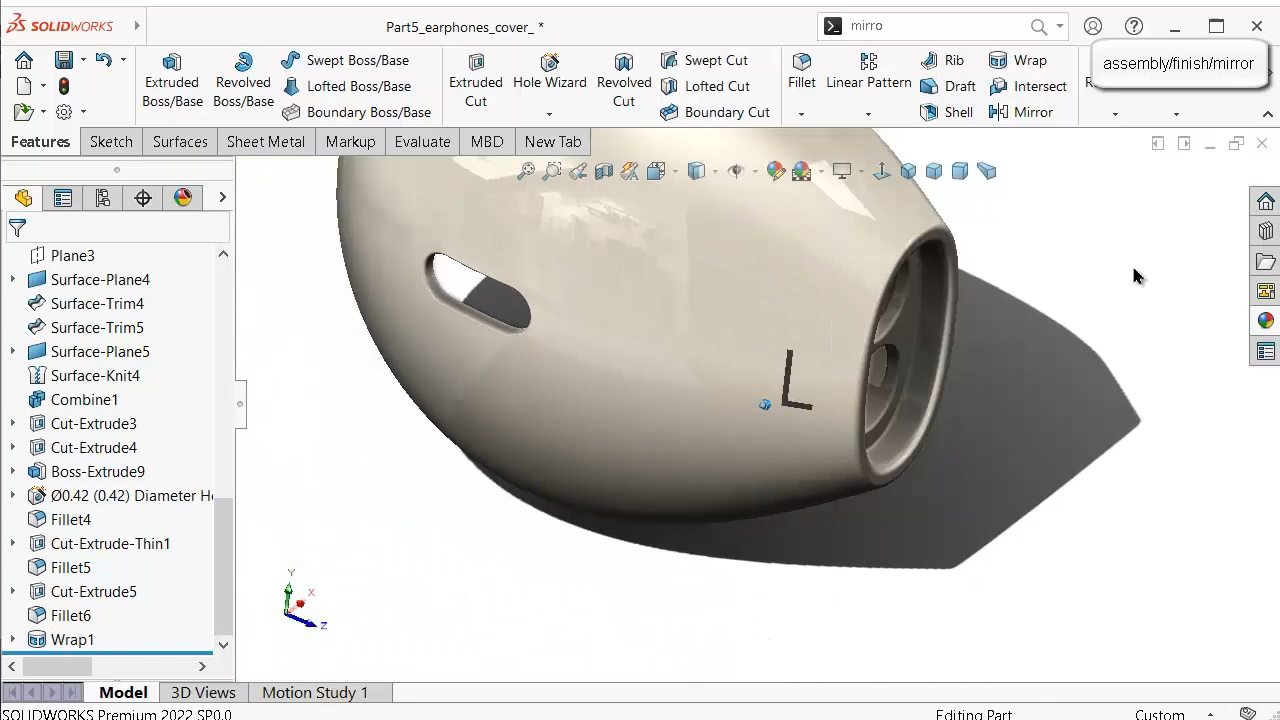 SOLIDWORKS
Part5_earphones_cover_ *
mirro
assembly/finish/mirror
Extruded Boss/Base
Revolved Boss/Base
Swept Boss/Base
Lofted Boss/Base
Boundary Boss/Base
Extruded Cut
Hole Wizard
Revolved Cut
Swept Cut
Lofted Cut
Boundary Cut
Fillet
Linear Pattern
Rib
Draft
Shell
Wrap
Intersect
Mirror
Features
Sketch
Surfaces
Sheet Metal
Markup
Evaluate
MBD
New Tab
Plane3
Surface-Plane4
Surface-Trim4
Surface-Trim5
Surface-Plane5
Surface-Knit4
Combine1
Cut-Extrude3
Cut-Extrude4
Boss-Extrude9
Ø0.42 (0.42) Diameter H
Fillet4
Cut-Extrude-Thin1
Fillet5
Cut-Extrude5
Fillet6
Wrap1
L
Y
X
Z
Model
3D Views
Motion Study 1
SOLIDWORKS Premium 2022 SP0.0
Editing Part
Custom